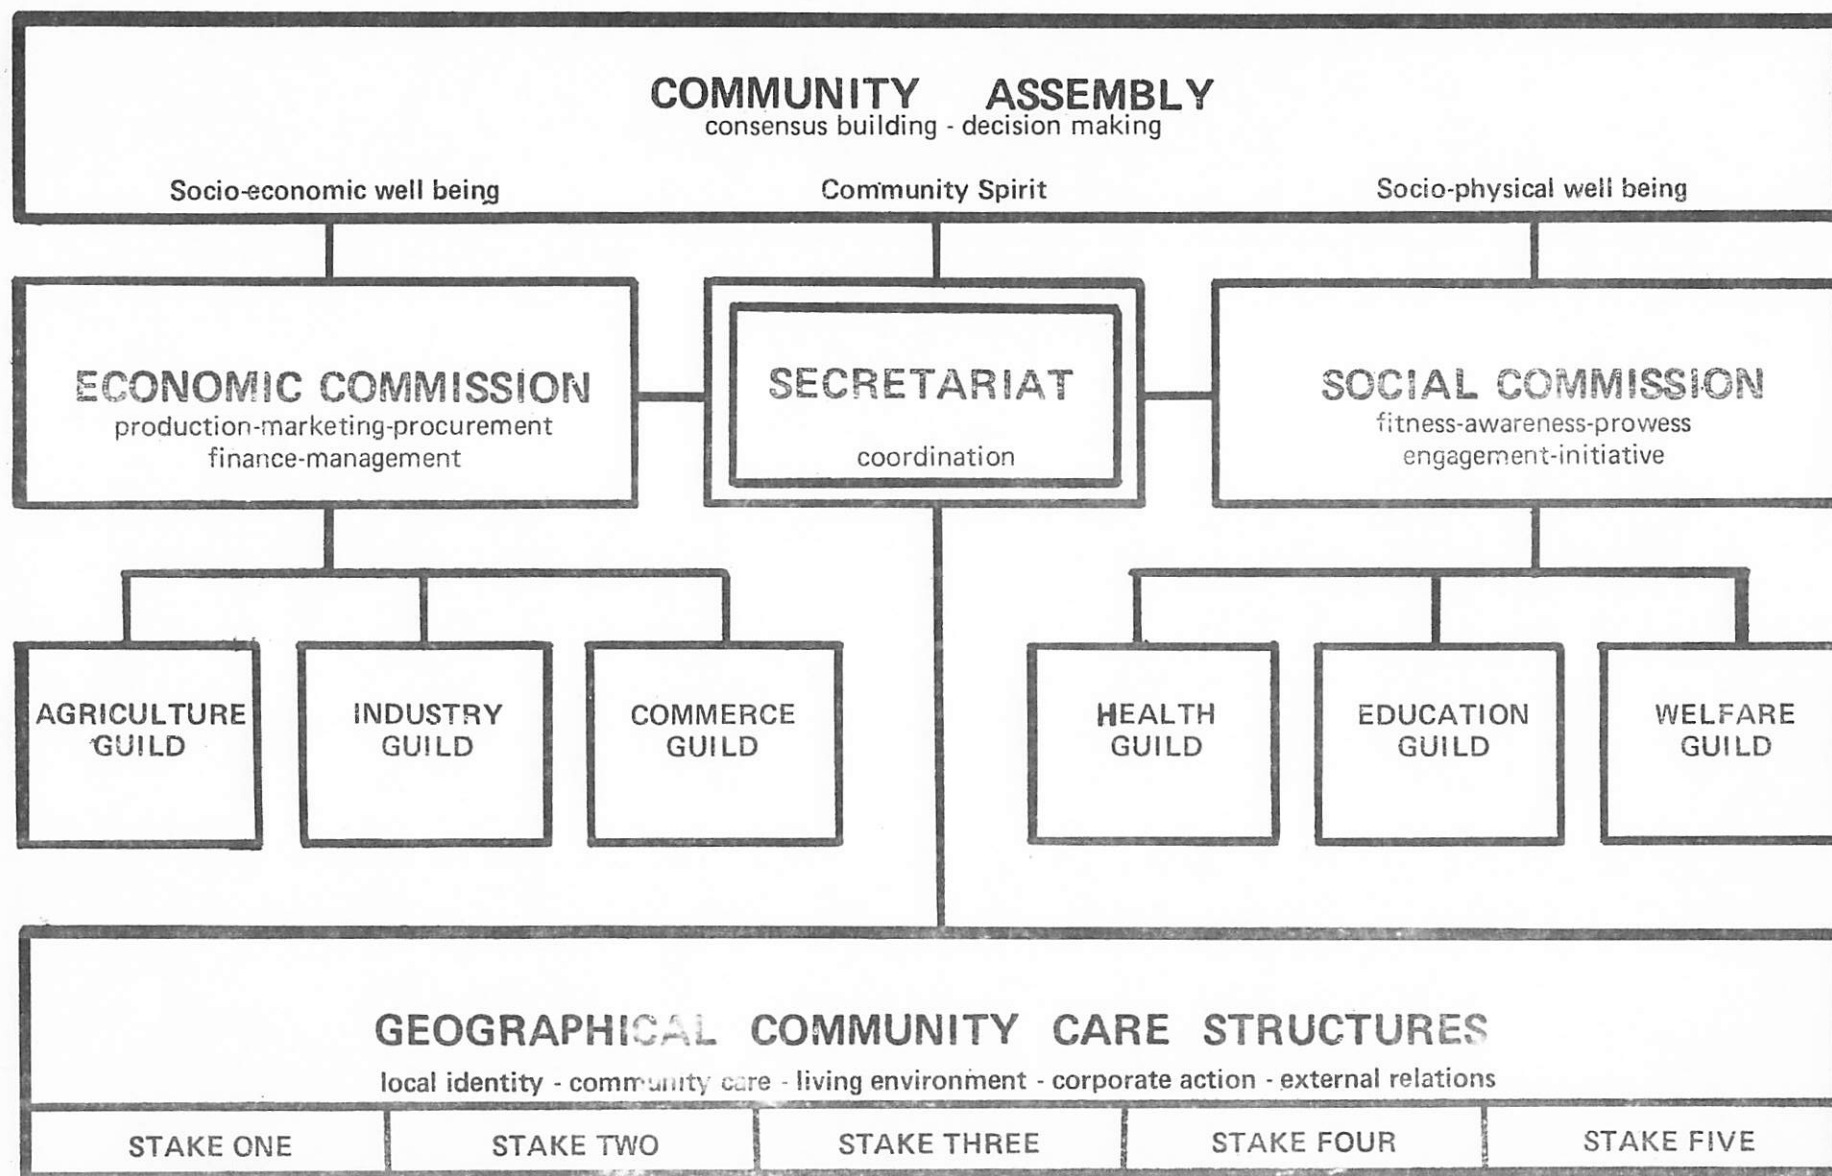 COMMUNITY ASSEMBLY
consensus building - decision making
Socio-economic well being Community Spirit Socio-physical well being
ECONOMIC COMMISSION
production-marketing-procurement
finance-management
SECRETARIAT
coordination
SOCIAL COMMISSION
fitness-awareness-prowess
engagement-initiative
AGRICULTURE
GUILD
INDUSTRY
GUILD
COMMERCE
GUILD
HEALTH
GUILD
EDUCATION
GUILD
WELFARE
GUILD
GEOGRAPHICAL COMMUNITY CARE STRUCTURES
local identity - community care - living environment - corporate action - external relations
STAKE ONE STAKE TWO STAKE THREE STAKE FOUR STAKE FIVE